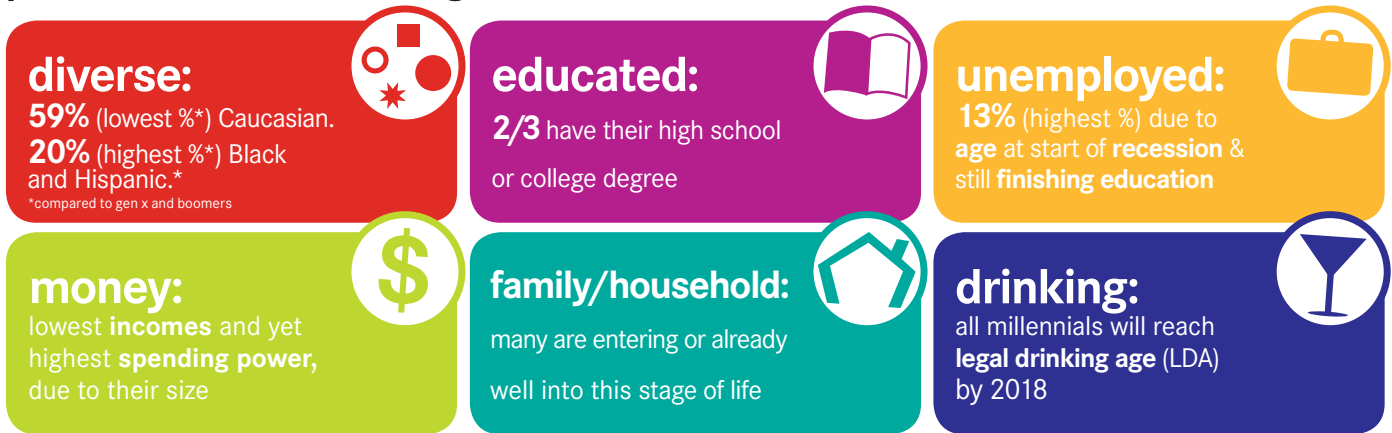 diverse:
59% (lowest %*) Caucasian.
20% (highest %*) Black
and Hispanic.*
*compared to gen x and boomers
educated:
2/3 have their high school
or college degree
unemployed:
13% (highest %) due to
age at start of recession &
still finishing education
money:
lowest incomes and yet
highest spending power,
due to their size
$
family/household:
many are entering or already
well into this stage of life
drinking:
all millennials will reach
legal drinking age (LDA)
by 2018